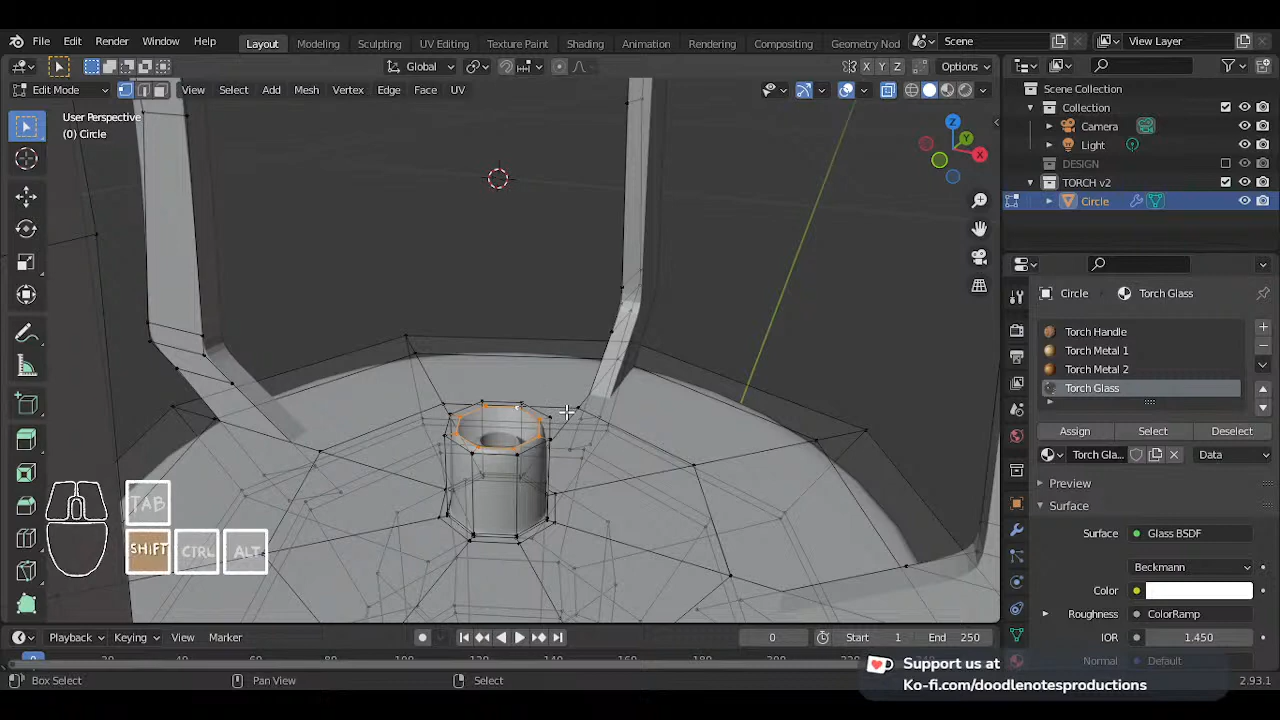 File Edit Render Window Help
Layout Modeling Sculpting UV Editing Texture Paint Shading Animation Rendering Compositing Geometry Nod
Scene
View Layer
Global
X Y Z
Options
Edit Mode
View Select Add Mesh Vertex Edge Face UV
User Perspective
(0) Circle
Z
Y
X
Scene Collection
Collection
Camera
Light
DESIGN
TORCH v2
Circle
Circle
Torch Glass
Torch Handle
Torch Metal 1
Torch Metal 2
Torch Glass
Assign Select Deselect
Torch Gla...
Data
Preview
Surface
Surface Glass BSDF
Beckmann
Color
Roughness ColorRamp
IOR 1.450
Normal Default
TAB
SHIFT CTRL ALT
Playback Keying View Marker
0
Start 1
End 250
0
Box Select
Pan View
Select
2.93.1
Support us at
Ko-fi.com/doodlenotesproductions